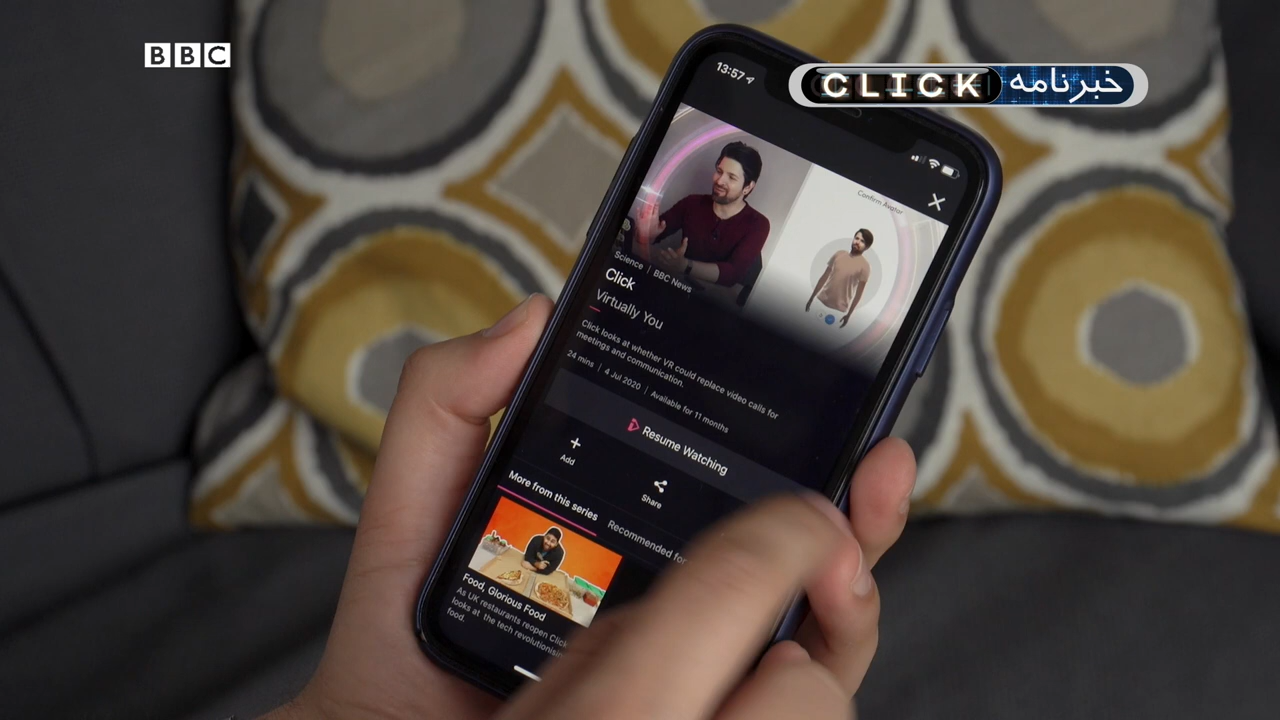 BBC
CLICK خبرنامه
13:57
Confirm Avatar
Science | BBC News
Click
Virtually You
Click looks at whether VR could replace video calls for
meetings and communication.
24 mins | 4 Jul 2020 | Available for 11 months
Resume Watching
Add
Share
More from this series
Recommended for
Food, Glorious Food
As UK restaurants reopen Click
looks at the tech revolutionising
food.